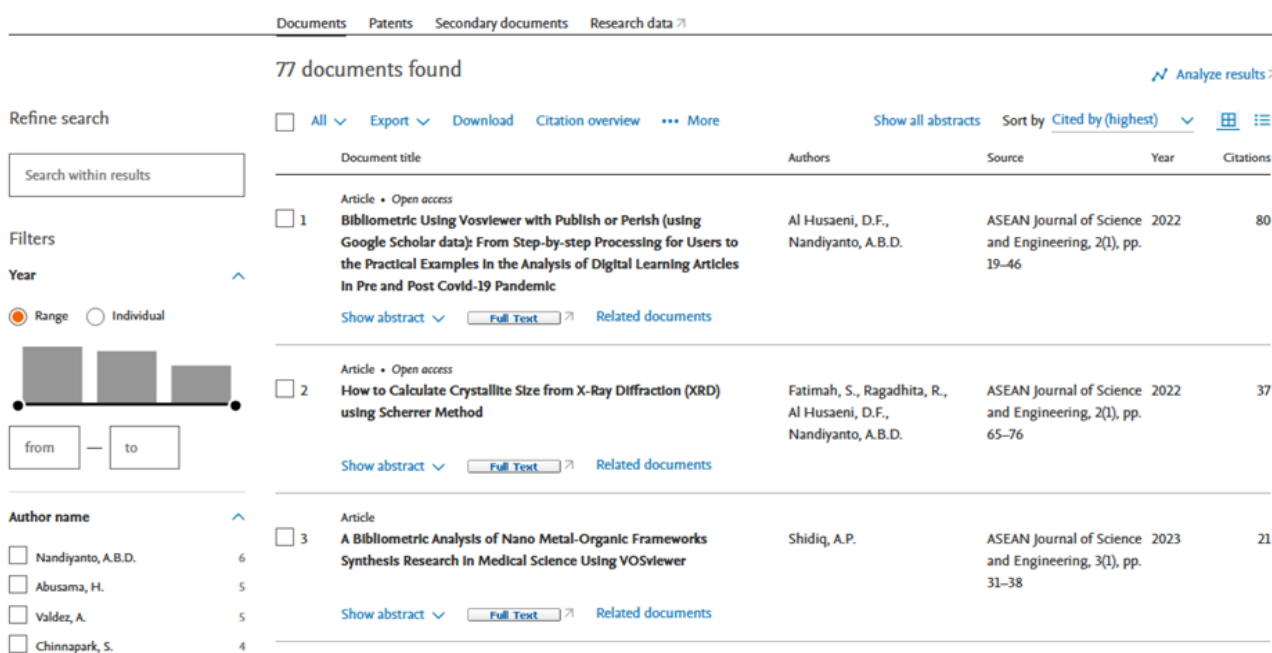 Documents Patents Secondary documents Research data
77 documents found
Analyze results
Refine search
All Export Download Citation overview ••• More Show all abstracts Sort by Cited by (highest)
Search within results
Document title Authors Source Year Citations
Filters
Year
Range Individual
from — to
Author name
Nandiyanto, A.B.D. 6
Abusama, H. 5
Valdez, A. 5
Chinnapark, S. 4
Article • Open access
1 Bibliometric Using Vosviewer with Publish or Perish (using
Google Scholar data): From Step-by-step Processing for Users to
the Practical Examples in the Analysis of Digital Learning Articles
in Pre and Post Covid-19 Pandemic
Al Husaeni, D.F.,
Nandiyanto, A.B.D.
ASEAN Journal of Science
and Engineering, 2(1), pp.
19–46
2022
80
Show abstract Full Text Related documents
Article • Open access
2 How to Calculate Crystallite Size from X-Ray Diffraction (XRD)
using Scherrer Method
Fatimah, S., Ragadhita, R.,
Al Husaeni, D.F.,
Nandiyanto, A.B.D.
ASEAN Journal of Science
and Engineering, 2(1), pp.
65–76
2022
37
Show abstract Full Text Related documents
Article
3 A Bibliometric Analysis of Nano Metal-Organic Frameworks
Synthesis Research in Medical Science Using VOSviewer
Shidiq, A.P.
ASEAN Journal of Science
and Engineering, 3(1), pp.
31–38
2023
21
Show abstract Full Text Related documents